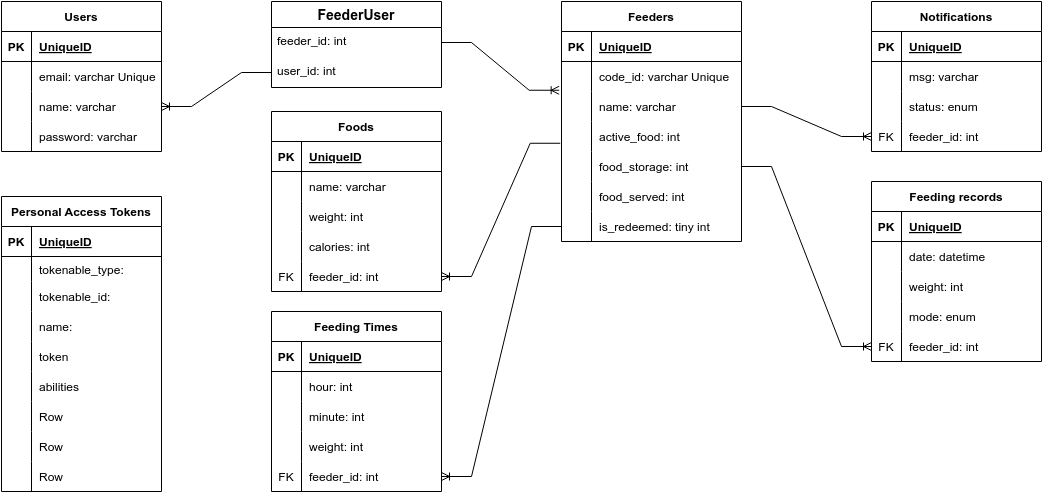 Users
PK UniqueID
email: varchar Unique
name: varchar
password: varchar
Personal Access Tokens
PK UniqueID
tokenable_type:
tokenable_id:
name:
token
abilities
Row
Row
Row
FeederUser
feeder_id: int
user_id: int
Foods
PK UniqueID
name: varchar
weight: int
calories: int
FK feeder_id: int
Feeding Times
PK UniqueID
hour: int
minute: int
weight: int
FK feeder_id: int
Feeders
PK UniqueID
code_id: varchar Unique
name: varchar
active_food: int
food_storage: int
food_served: int
is_redeemed: tiny int
Notifications
PK UniqueID
msg: varchar
status: enum
FK feeder_id: int
Feeding records
PK UniqueID
date: datetime
weight: int
mode: enum
FK feeder_id: int